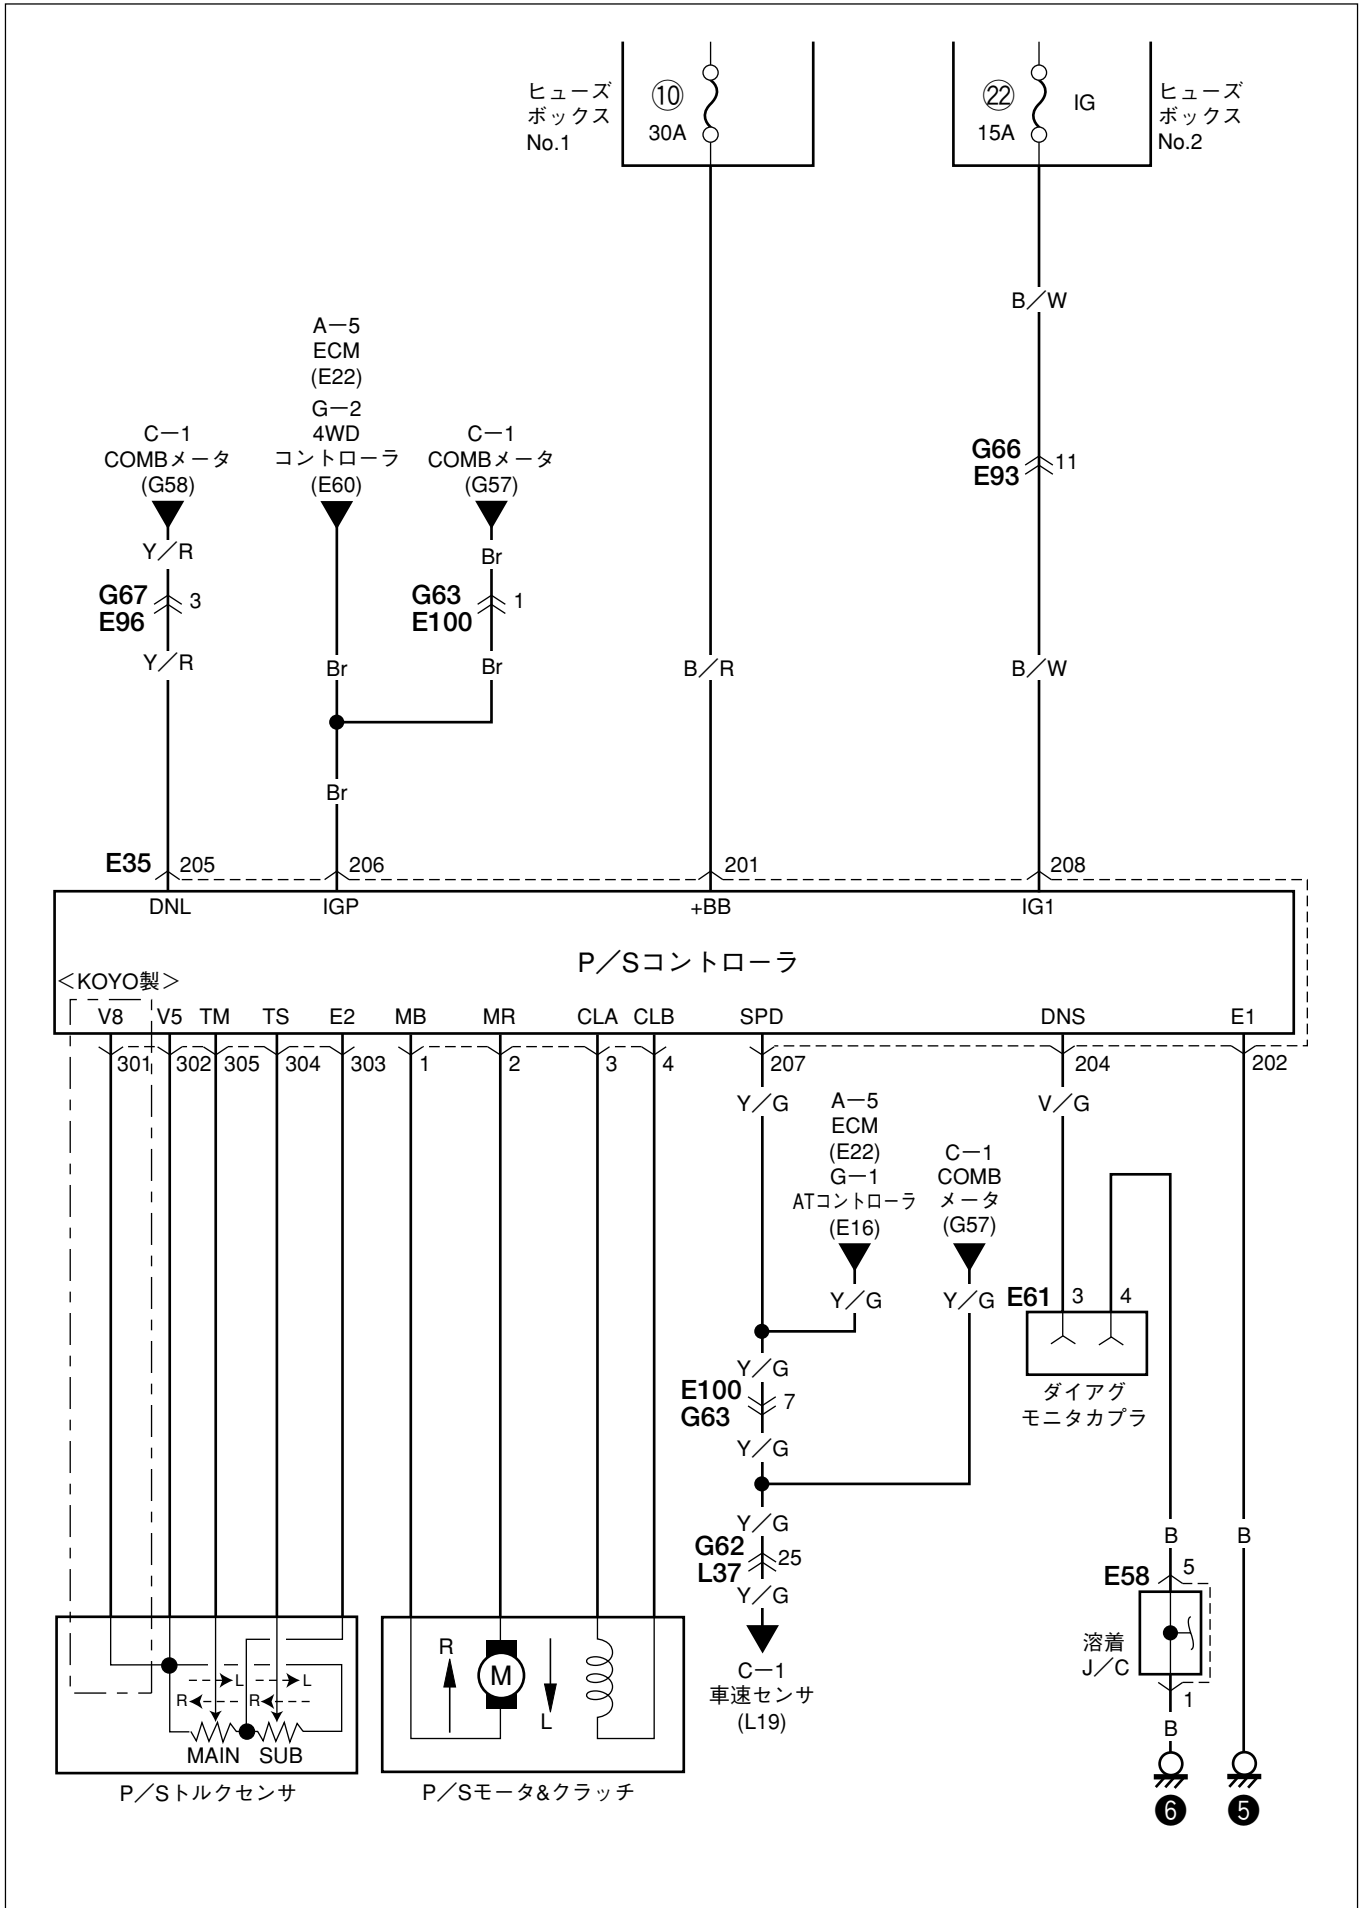 ヒューズ
ボックス
No.1
⑩
30A
㉒
15A
IG
ヒューズ
ボックス
No.2
B／W
A－5
ECM
(E22)
G－2
4WD
コントローラ
(E60)
C－1
COMBメータ
(G58)
C－1
COMBメータ
(G57)
G66
E93
11
Y／R
Br
G67
E96
3
G63
E100
1
Y／R
Br
Br
B／R
B／W
Br
E35
205
206
201
208
DNL
IGP
+BB
IG1
P／Sコントローラ
＜KOYO製＞
V8
V5
TM
TS
E2
MB
MR
CLA
CLB
SPD
DNS
E1
301
302
305
304
303
1
2
3
4
207
204
202
Y／G
V／G
A－5
ECM
(E22)
G－1
ATコントローラ
(E16)
C－1
COMB
メータ
(G57)
Y／G
Y／G
E61
3
4
ダイアグ
モニタカプラ
Y／G
E100
G63
7
Y／G
Y／G
G62
L37
25
Y／G
C－1
車速センサ
(L19)
B
B
E58
5
溶着
J／C
1
B
❻
❺
L
L
R
R
MAIN
SUB
P／Sトルクセンサ
R
M
L
P／Sモータ&クラッチ